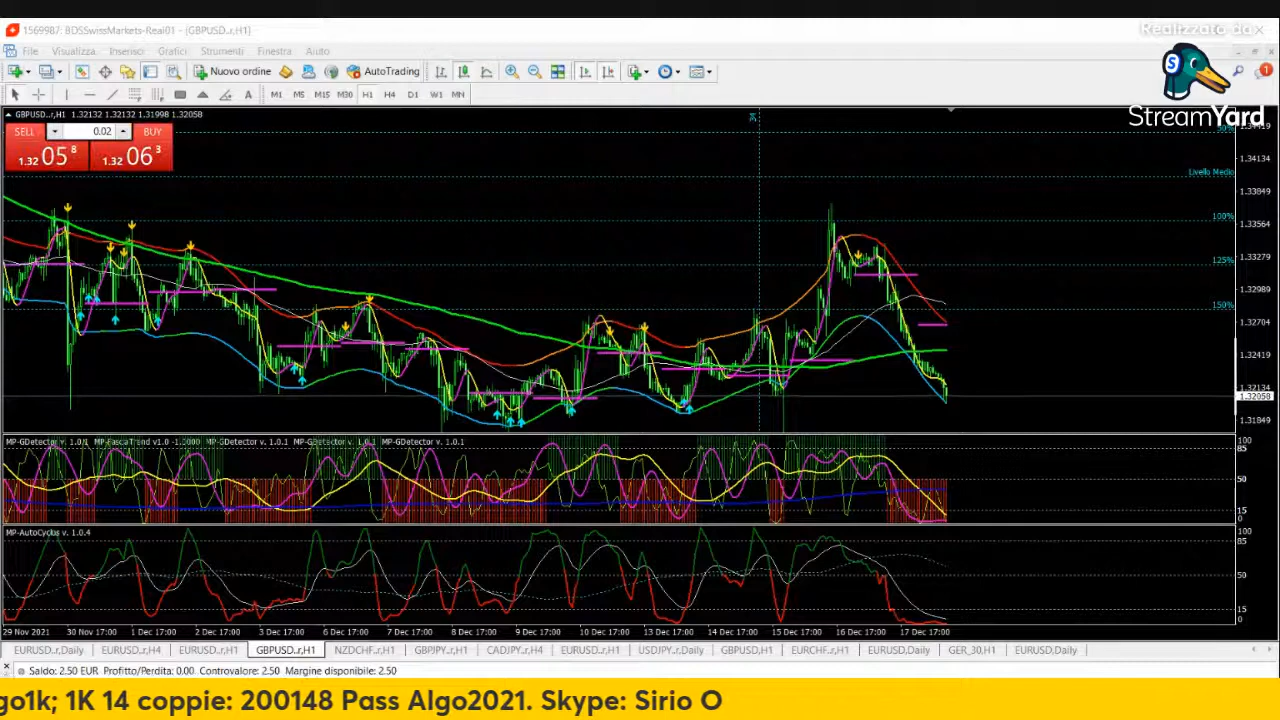 1569987: BDSSwissMarkets-Real01 - [GBPUSD..r,H1]
Realizzato da
File Visualizza Inserisci Grafici Strumenti Finestra Aiuto
Nuovo ordine AutoTrading
1
A M1 M5 M15 M30 H1 H4 D1 W1 MN
StreamYard
GBPUSD..r,H1 1.32132 1.32132 1.31998 1.32058
SELL 0.02 BUY
1.32 05 8 1.32 06 3
50%
1.34134
Livello Medio
1.33849
100%
1.33564
125%
1.33279
1.32989
150%
1.32704
1.32419
1.32134
1.32058
1.31849
MP-GDetector v. 1.0.1 MP-FasciaTrend v1.0 -1.0000 MP-GDetector v. 1.0.1 MP-GDetector v. 1.0.1 MP-GDetector v. 1.0.1
100
85
50
15
0
MP-AutoCyclus v. 1.0.4
100
85
50
15
0
29 Nov 2021 30 Nov 17:00 1 Dec 17:00 2 Dec 17:00 3 Dec 17:00 6 Dec 17:00 7 Dec 17:00 8 Dec 17:00 9 Dec 17:00 10 Dec 17:00 13 Dec 17:00 14 Dec 17:00 15 Dec 17:00 16 Dec 17:00 17 Dec 17:00
EURUSD..r,Daily EURUSD..r,H4 EURUSD..r,H1 GBPUSD..r,H1 NZDCHF..r,H1 GBPJPY..r,H1 CADJPY..r,H4 EURUSD..r,H1 USDJPY..r,Daily GBPUSD,H1 EURCHF..r,H1 EURUSD,Daily GER_30,H1 EURUSD,Daily
Saldo: 2.50 EUR Profitto/Perdita: 0.00 Controvalore: 2.50 Margine disponibile: 2.50
go1k; 1K 14 coppie: 200148 Pass Algo2021. Skype: Sirio O